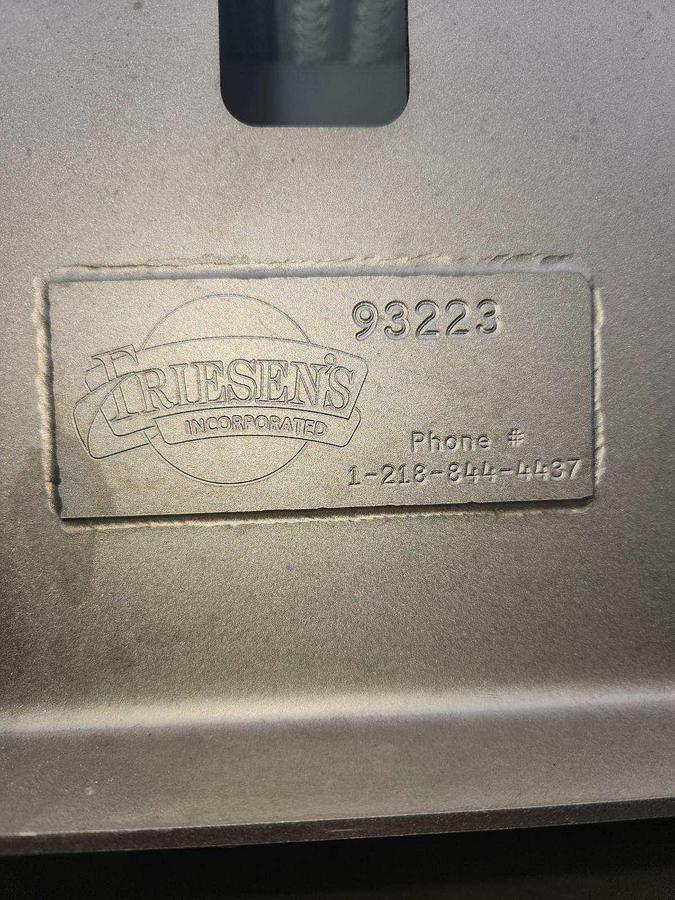 93223
FRIESEN'S
INCORPORATED
Phone #
1-218-844-4437